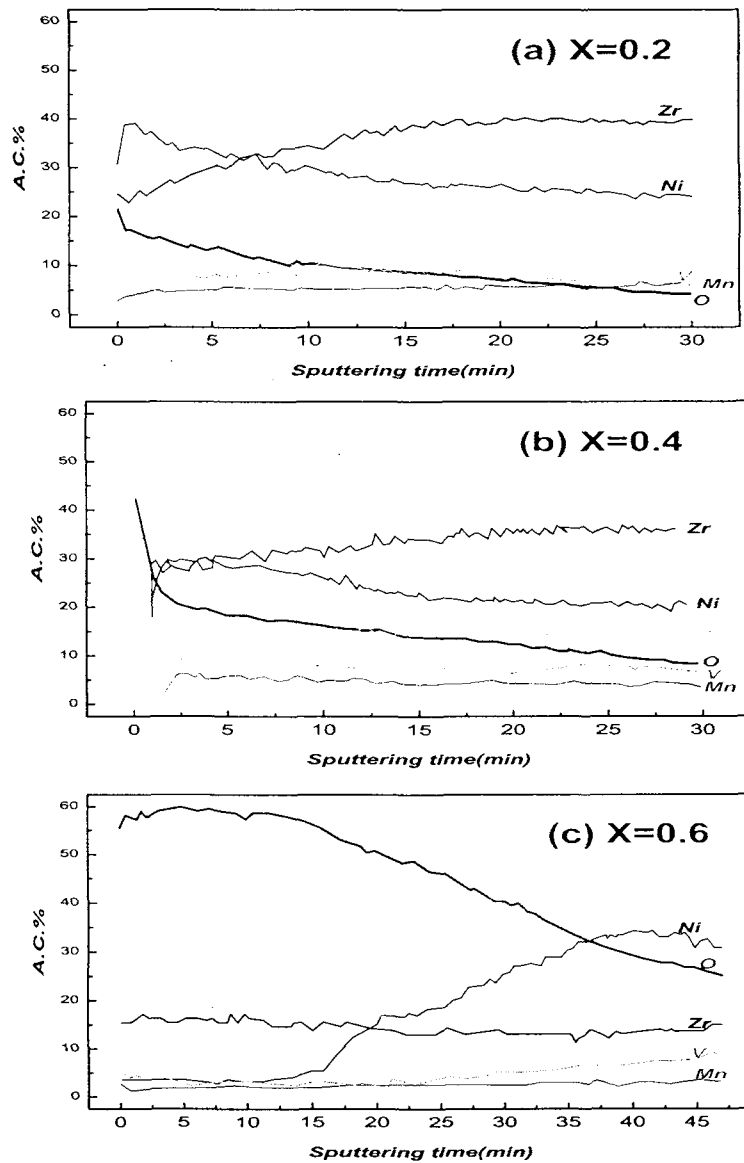 (a) X=0.2
60
50
40
30
20
10
0
A.C.%
Zr
Ni
V
Mn
O
0 5 10 15 20 25 30
Sputtering time(min)
(b) X=0.4
60
50
40
30
20
10
0
A.C.%
Zr
Ni
O
V
Mn
0 5 10 15 20 25 30
Sputtering time(min)
(c) X=0.6
60
50
40
30
20
10
0
A.C.%
Ni
O
Zr
V
Mn
0 5 10 15 20 25 30 35 40 45
Sputtering time(min)